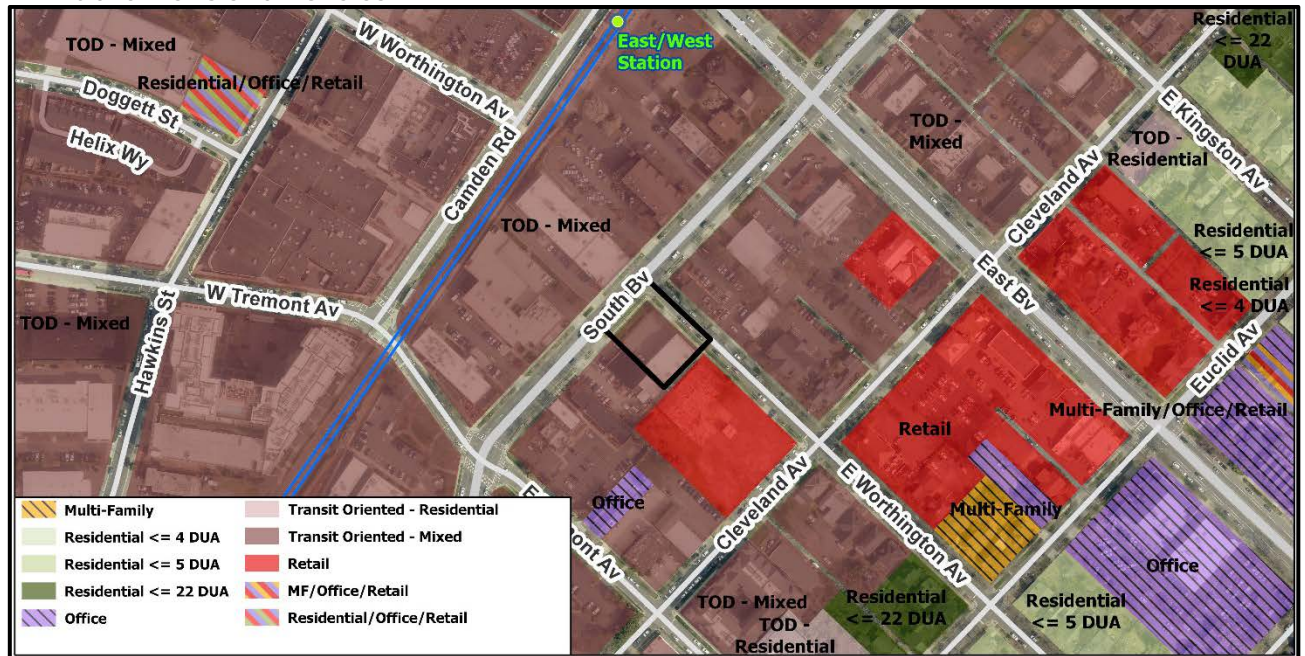 TOD - Mixed
Residential/Office/Retail
Doggett St
Helix Wy
W Worthington Av
East/West
Station
Camden Rd
W Tremont Av
TOD - Mixed
Hawkins St
TOD - Mixed
South Bv
TOD -
Mixed
Residential
<= 22
DUA
E Kingston Av
TOD -
Residential
Cleveland Av
Residential
<= 5 DUA
Residential
<= 4 DUA
East Bv
Euclid Av
Multi-Family/Office/Retail
Retail
Multi-Family
Office
Office
Cleveland Av
E Worthington Av
TOD - Mixed
TOD -
Residential
Residential
<= 22 DUA
Residential
<= 5 DUA
Multi-Family
Residential <= 4 DUA
Residential <= 5 DUA
Residential <= 22 DUA
Office
Transit Oriented - Residential
Transit Oriented - Mixed
Retail
MF/Office/Retail
Residential/Office/Retail